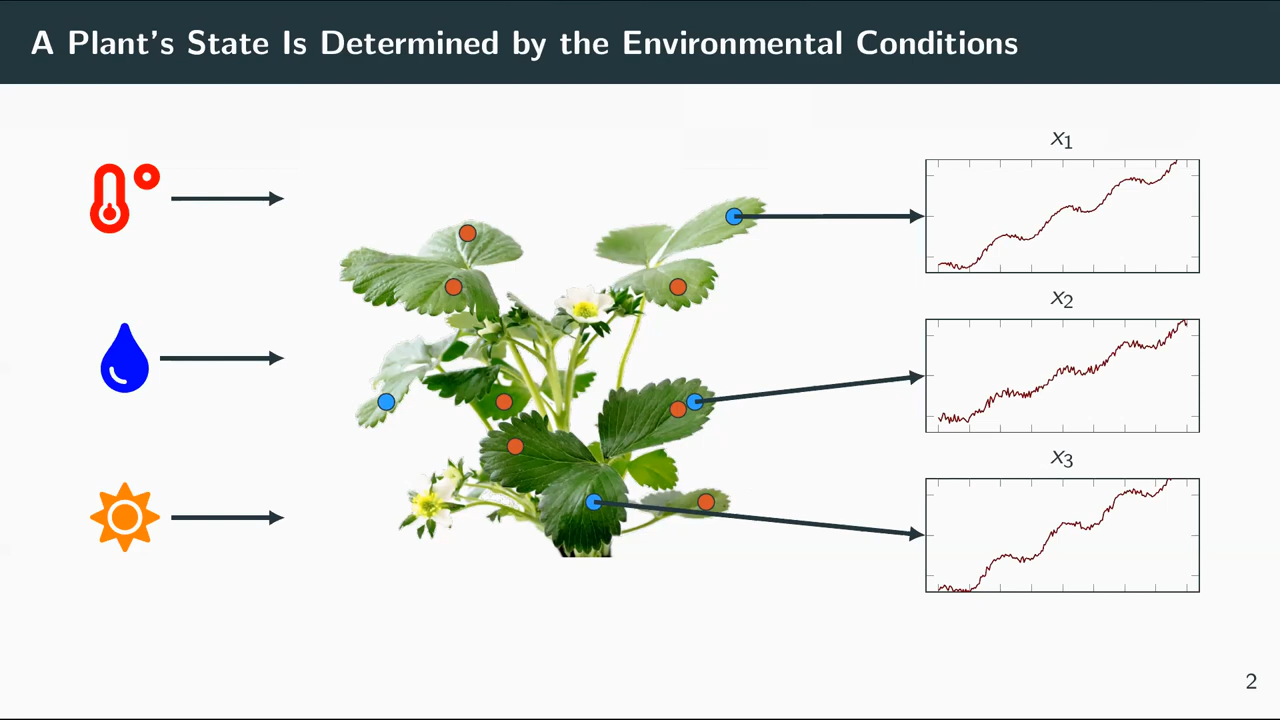 A Plant's State Is Determined by the Environmental Conditions
x₁
x₂
x₃
2